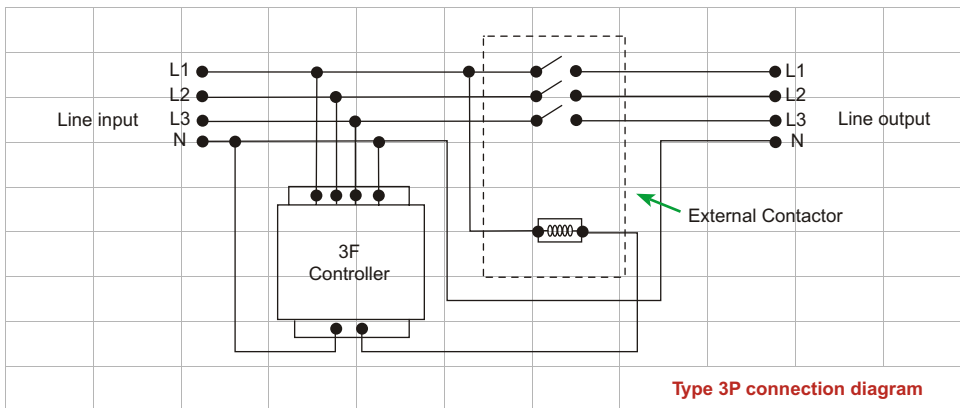 L1
L2
L3
N
Line input
L1
L2
L3
N
Line output
External Contactor
3F
Controller
Type 3P connection diagram